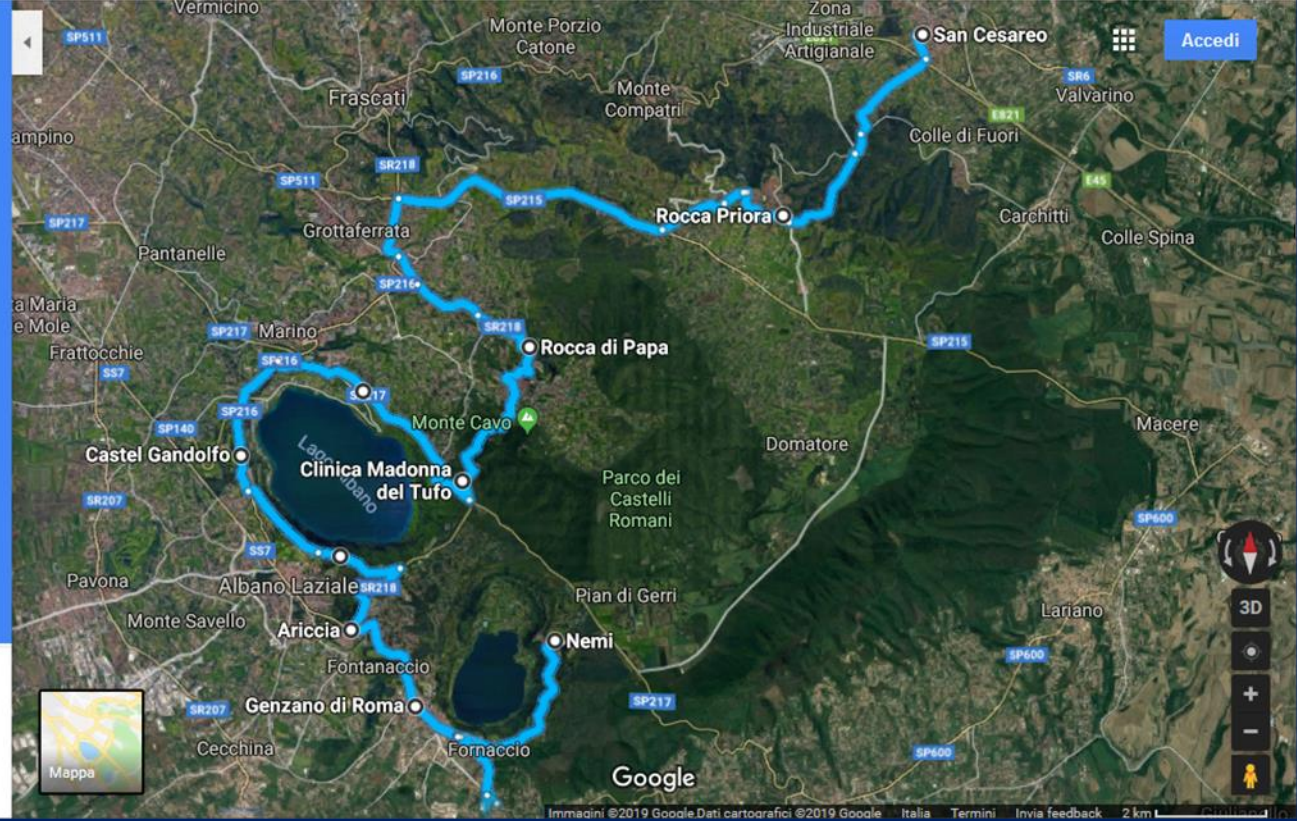 Vermicino
SP511
Monte Porzio
Catone
Zona
Industriale
Artigianale
San Cesareo
Accedi
SP216
SR6
Valvarino
Frascati
Monte
Compatri
E821
Colle di Fuori
ampino
SR218
SP511
E45
SP215
SP217
Rocca Priora
Carchitti
Grottaferrata
Colle Spina
Pantanelle
SP216
a Maria
e Mole
SP217
Marino
SR218
Rocca di Papa
SP215
Frattocchie
SS7
SP216
SP216
SP140
Monte Cavo
Macere
Castel Gandolfo
Lago Albano
Clinica Madonna
del Tufo
Domatore
Parco dei
Castelli
Romani
SR207
SP600
SS7
Pavona
Albano Laziale
SR218
Pian di Gerri
Lariano
3D
Monte Savello
Ariccia
Nemi
SP600
Fontanaccio
SP217
SR207
Genzano di Roma
Cecchina
Fornaccio
SP600
Mappa
Google
Immagini ©2019 Google,Dati cartografici ©2019 Google Italia Termini Invia feedback 2 km